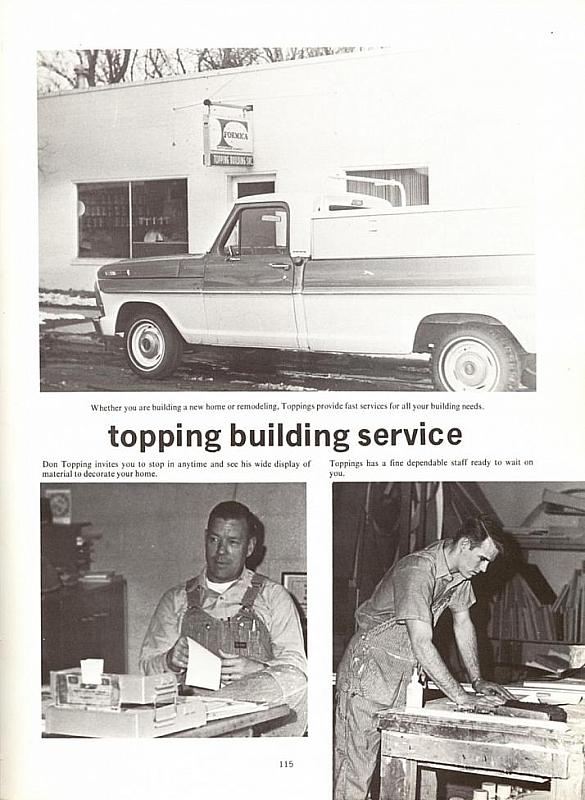 FORMICA
TOPPING BUILDING SER
Whether you are building a new home or remodeling, Toppings provide fast services for all your building needs.
topping building service
Don Topping invites you to stop in anytime and see his wide display of
material to decorate your home.
Toppings has a fine dependable staff ready to wait on
you.
115